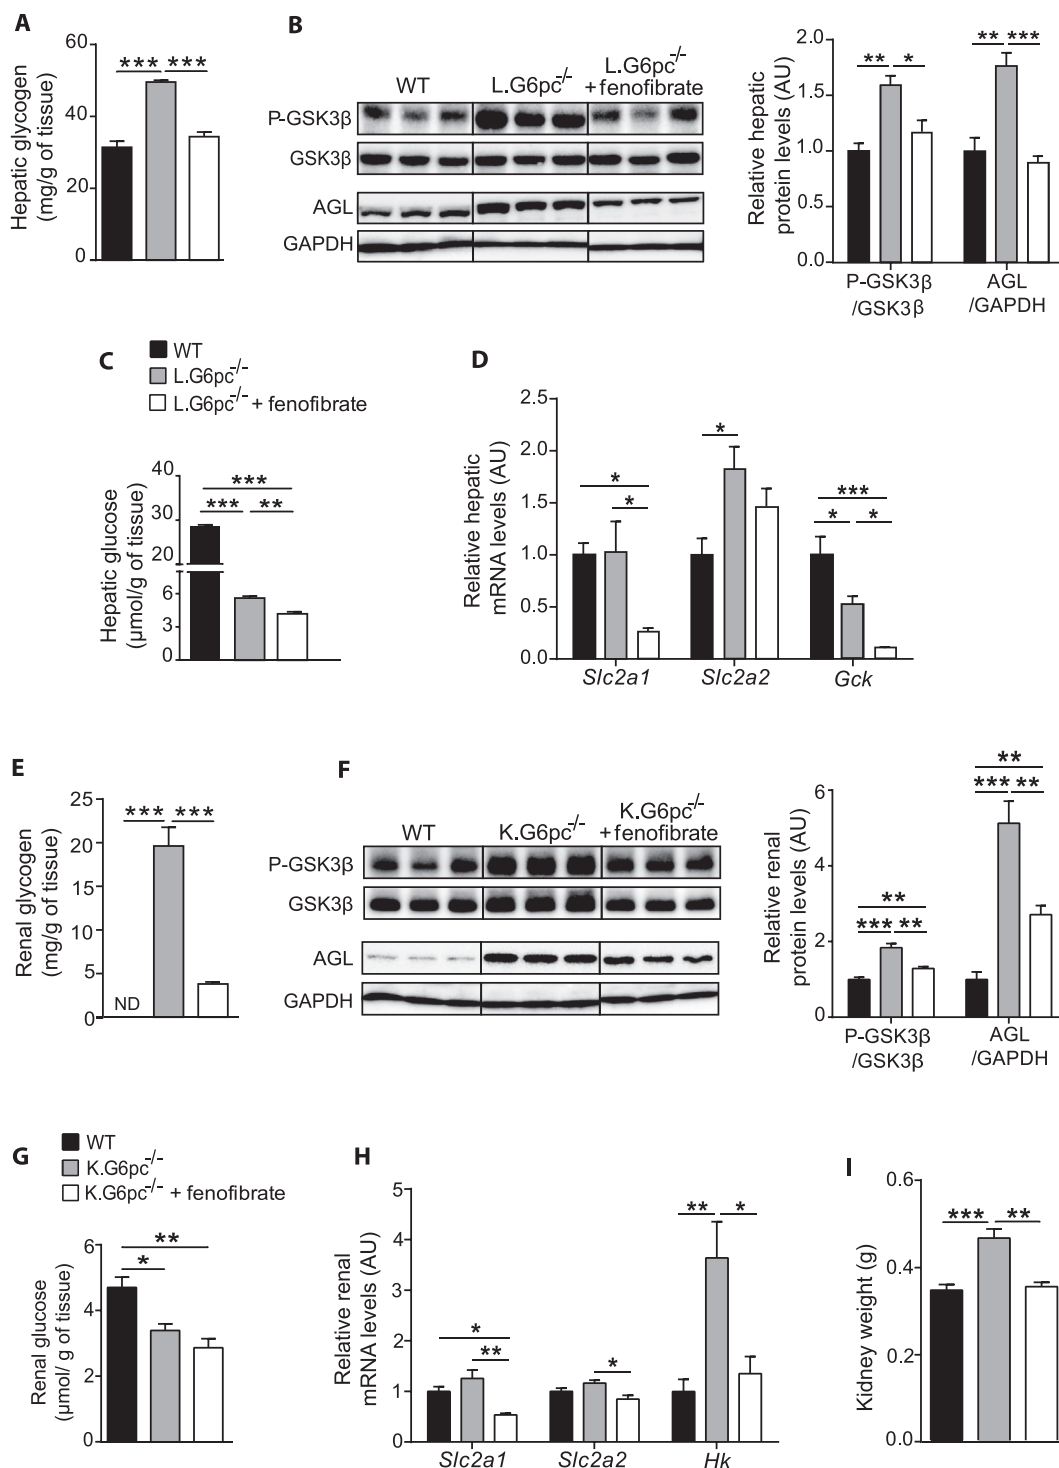 A
Hepatic glycogen
(mg/g of tissue)
60
40
20
0
*** ***
B
WT
L.G6pc-/-
L.G6pc-/-
+ fenofibrate
P-GSK3β
GSK3β
AGL
GAPDH
Relative hepatic
protein levels (AU)
2.0
1.5
1.0
0.5
0.0
** *
** ***
P-GSK3β
/GSK3β
AGL
/GAPDH
WT
L.G6pc-/-
L.G6pc-/- + fenofibrate
C
Hepatic glucose
(µmol/g of tissue)
40
30
20
6
3
0
***
*** **
D
Relative hepatic
mRNA levels (AU)
2.5
2.0
1.5
1.0
0.5
0.0
*
*
*
***
* *
Slc2a1
Slc2a2
Gck
E
Renal glycogen
(mg/g of tissue)
25
20
15
10
5
0
*** ***
ND
F
WT
K.G6pc-/-
K.G6pc-/-
+ fenofibrate
P-GSK3β
GSK3β
AGL
GAPDH
Relative renal
protein levels (AU)
6
4
2
0
**
*** **
**
*** **
P-GSK3β
/GSK3β
AGL
/GAPDH
WT
K.G6pc-/-
K.G6pc-/- + fenofibrate
G
Renal glucose
(µmol/ g of tissue)
6
4
2
0
**
*
H
Relative renal
mRNA levels (AU)
5
4
3
2
1
0
*
**
*
** *
Slc2a1
Slc2a2
Hk
I
Kidney weight (g)
0.6
0.4
0.2
0.0
*** **